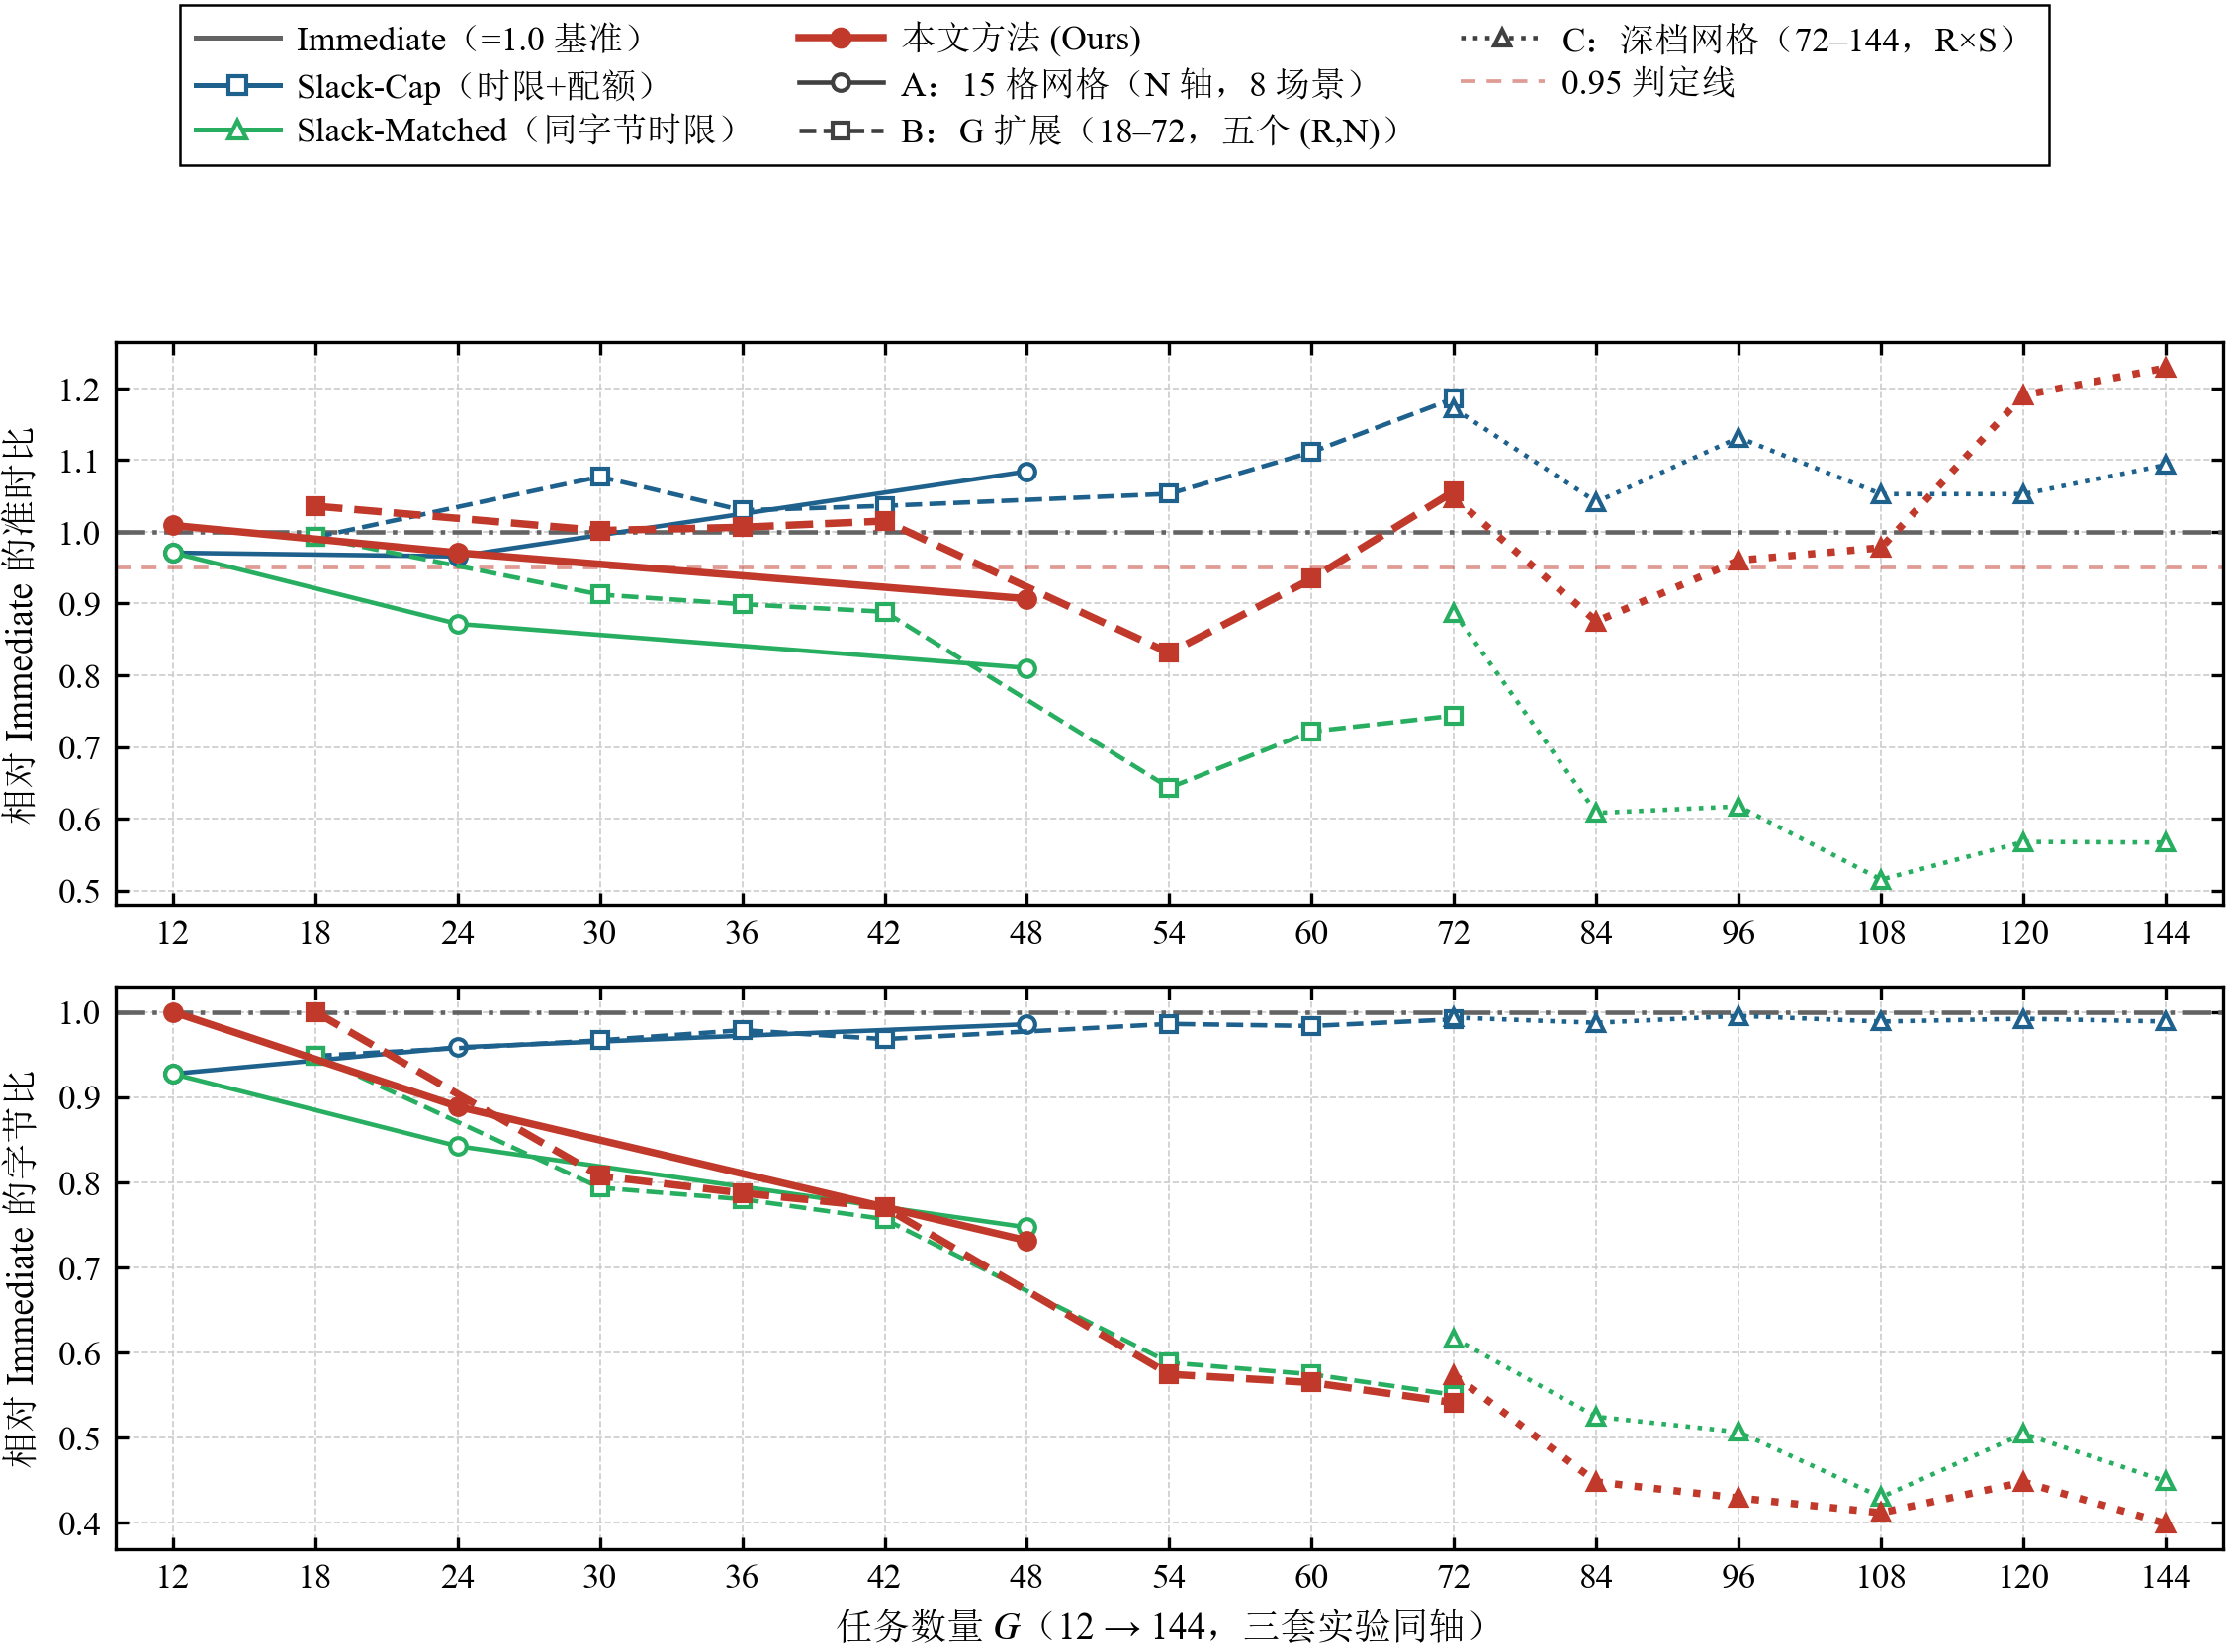 Immediate（=1.0 基准）
Slack-Cap（时限+配额）
Slack-Matched（同字节时限）
本文方法 (Ours)
A：15 格网格（N 轴，8 场景）
B：G 扩展（18–72，五个 (R,N)）
C：深档网格（72–144，R×S）
0.95 判定线
相对 Immediate 的准时比
1.2
1.1
1.0
0.9
0.8
0.7
0.6
0.5
12 18 24 30 36 42 48 54 60 72 84 96 108 120 144
相对 Immediate 的字节比
1.0
0.9
0.8
0.7
0.6
0.5
0.4
12 18 24 30 36 42 48 54 60 72 84 96 108 120 144
任务数量 G（12 → 144，三套实验同轴）